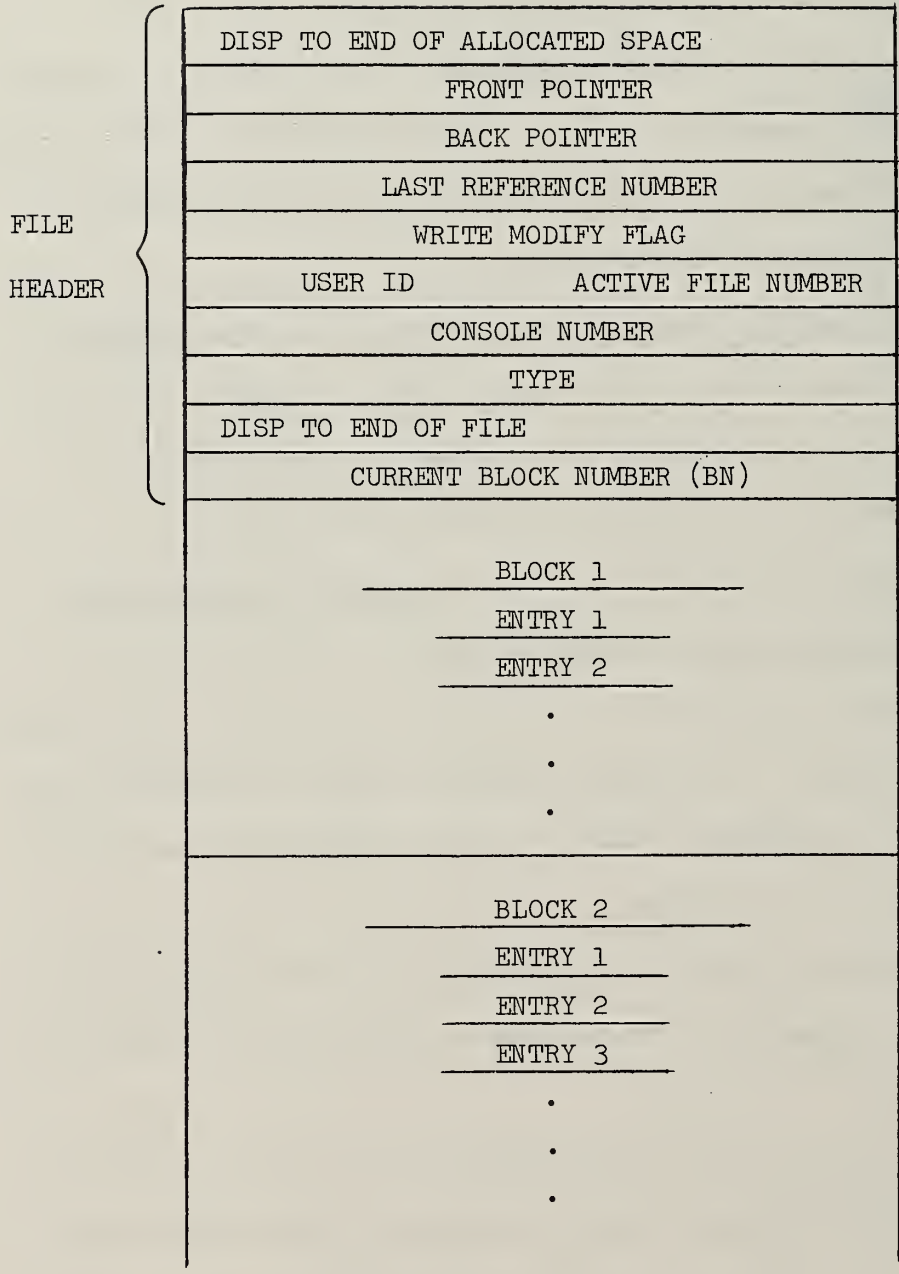 DISP TO END OF ALLOCATED SPACE
FRONT POINTER
BACK POINTER
LAST REFERENCE NUMBER
FILE
WRITE MODIFY FLAG
HEADER
USER ID ACTIVE FILE NUMBER
CONSOLE NUMBER
TYPE
DISP TO END OF FILE
CURRENT BLOCK NUMBER (BN)
BLOCK 1
ENTRY 1
ENTRY 2
.
.
.
BLOCK 2
ENTRY 1
ENTRY 2
ENTRY 3
.
.
.